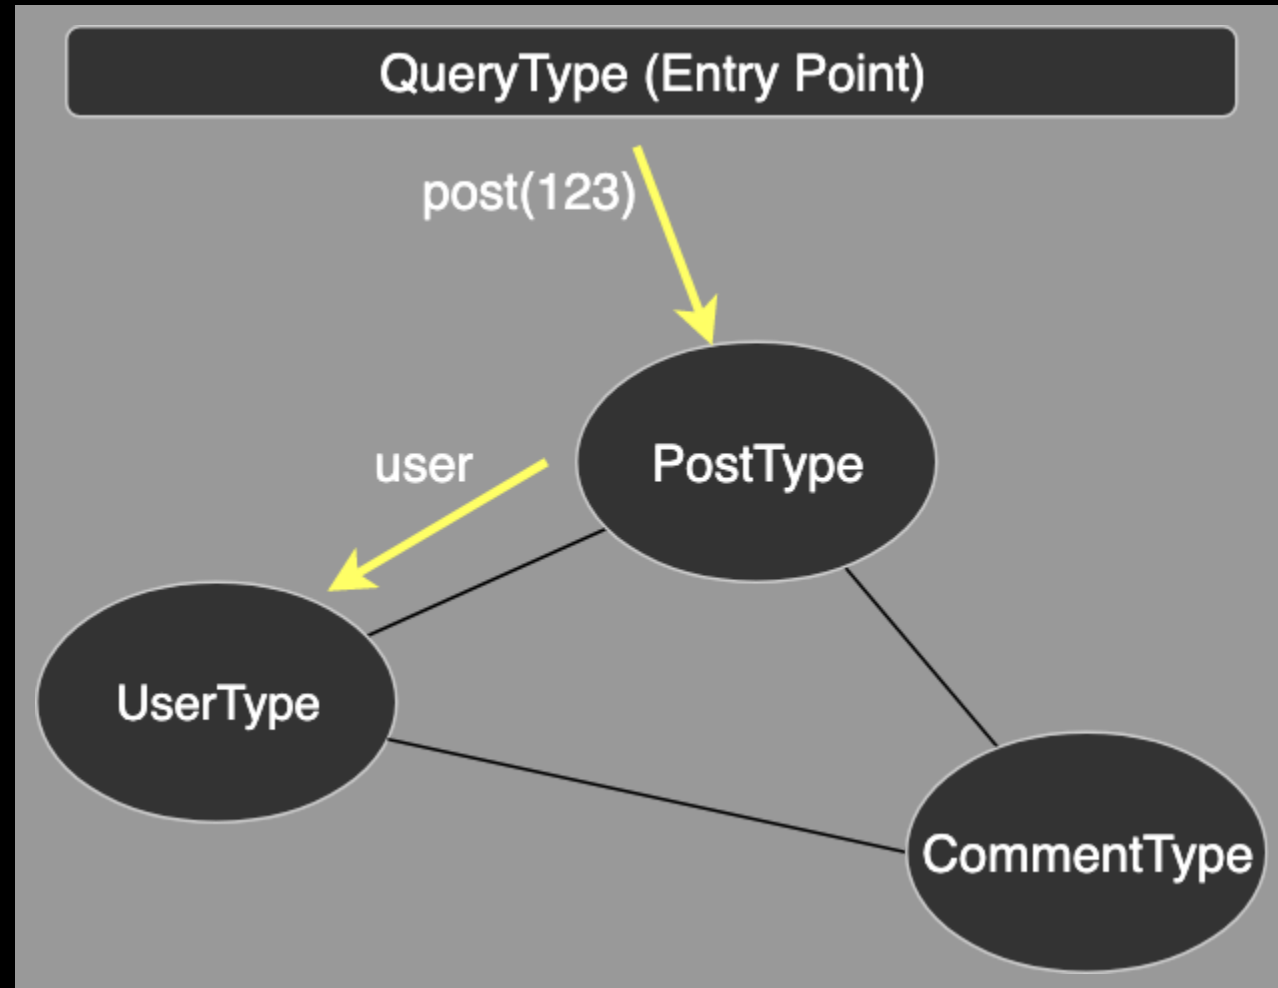 QueryType (Entry Point)
post(123)
user
PostType
UserType
CommentType